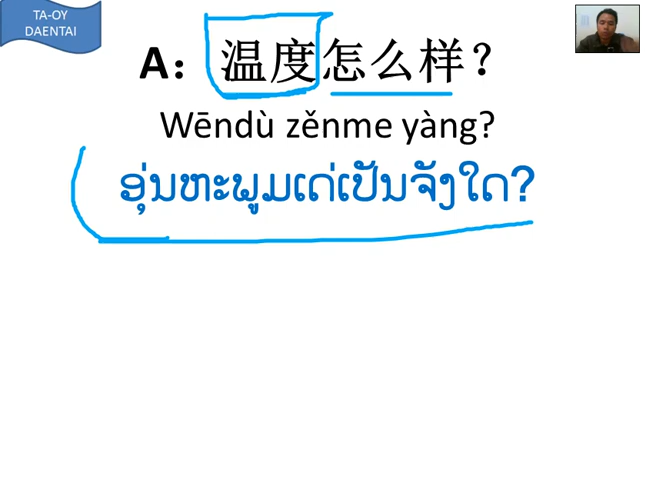 TA-OY
DAENTAI
A：温度怎么样？
Wēndù zěnme yàng?
ອຸ່ນຫະພູມເດ່ເປັນຈັງໃດ?